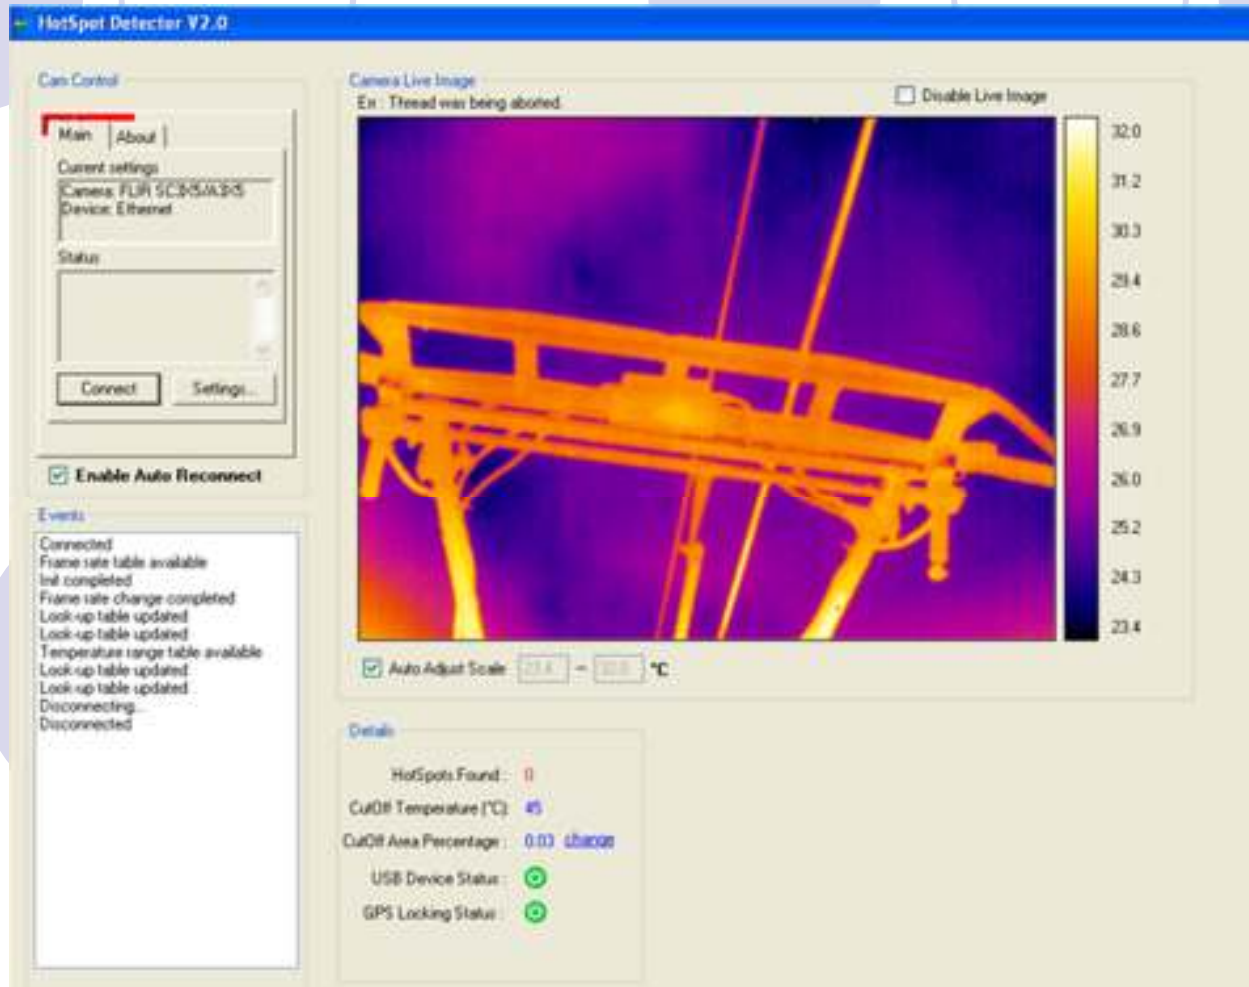 HotSpot Detector V2.0
Cam Control
Main
About
Current settings
Camera: FLIR SC3X5/A3X5
Device: Ethernet
Status
Connect
Settings...
Enable Auto Reconnect
Events
Connected
Frame rate table available
Init completed
Frame rate change completed
Look-up table updated
Look-up table updated
Temperature range table available
Look-up table updated
Look-up table updated
Disconnecting...
Disconnected
Camera Live Image
Err : Thread was being aborted.
Disable Live Image
32.0
31.2
30.3
29.4
28.6
27.7
26.9
26.0
25.2
24.3
23.4
Auto Adjust Scale 23.4 – °C
Details
HotSpots Found : 0
CutOff Temperature (°C) 45
CutOff Area Percentage : 0.03 change
USB Device Status :
GPS Locking Status :